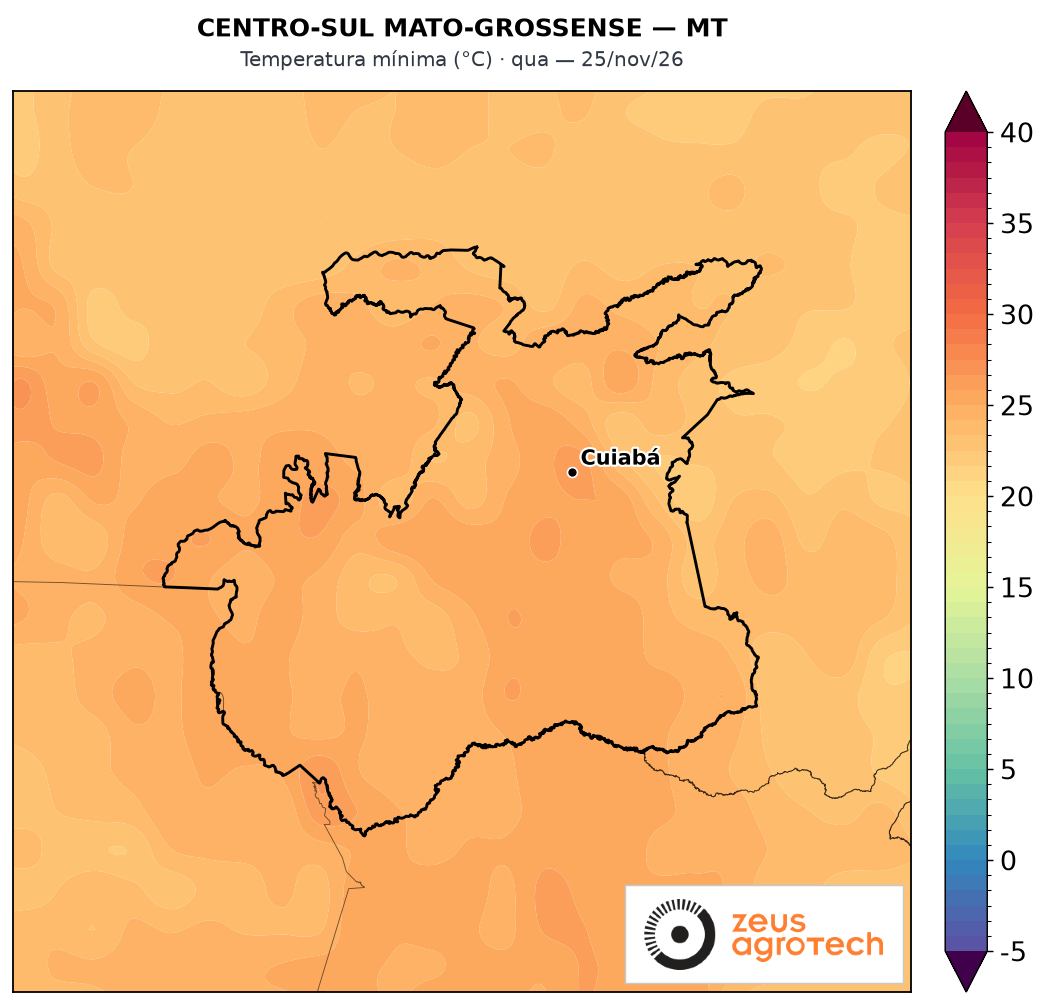 CENTRO-SUL MATO-GROSSENSE — MT
Temperatura mínima (°C) · qua — 25/nov/26
40
35
30
25
20
15
10
5
0
-5
Cuiabá
zeus
agrotech